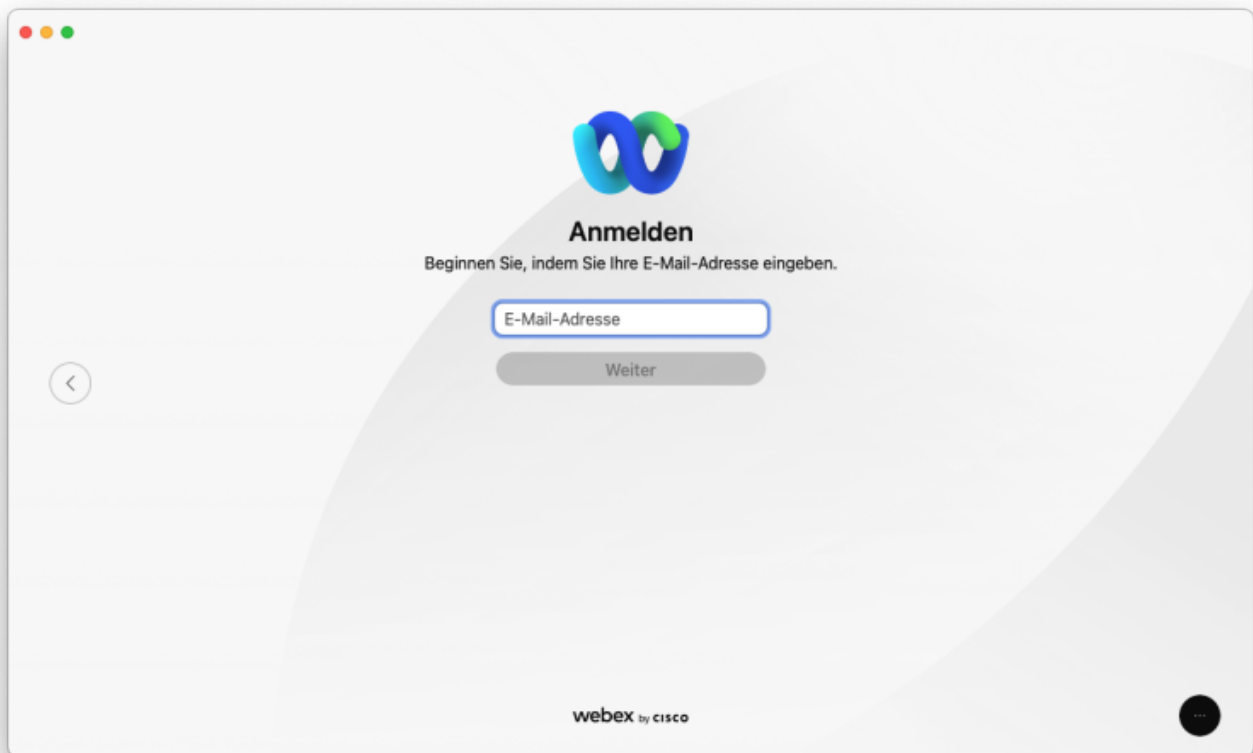 Anmelden
Beginnen Sie, indem Sie Ihre E-Mail-Adresse eingeben.
E-Mail-Adresse
Weiter
webex by CISCO